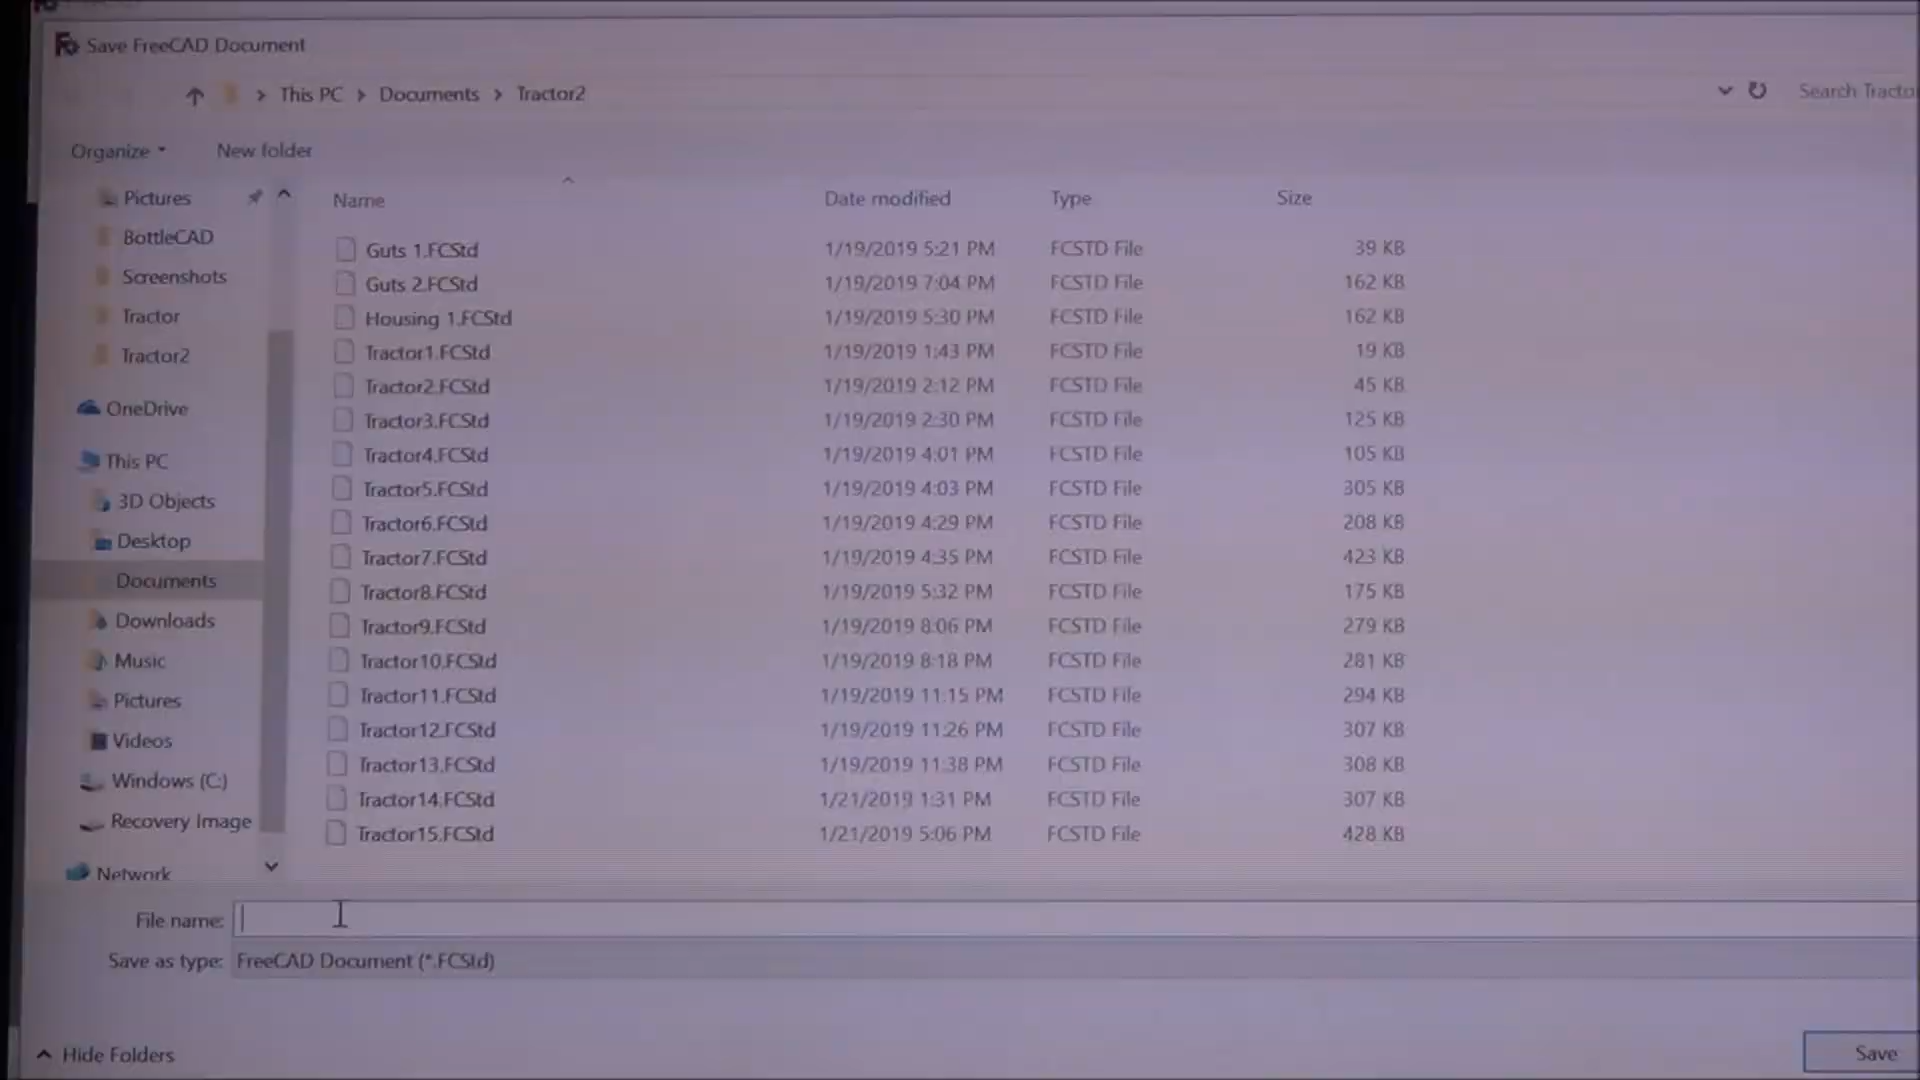 Save FreeCAD Document
This PC > Documents > Tractor2
Search Tracto
Organize
New folder
Pictures
BottleCAD
Screenshots
Tractor
Tractor2
OneDrive
This PC
3D Objects
Desktop
Documents
Downloads
Music
Pictures
Videos
Windows (C:)
Recovery Image
Network
Name Date modified Type Size
Guts 1.FCStd 1/19/2019 5:21 PM FCSTD File 39 KB
Guts 2.FCStd 1/19/2019 7:04 PM FCSTD File 162 KB
Housing 1.FCStd 1/19/2019 5:30 PM FCSTD File 162 KB
Tractor1.FCStd 1/19/2019 1:43 PM FCSTD File 19 KB
Tractor2.FCStd 1/19/2019 2:12 PM FCSTD File 45 KB
Tractor3.FCStd 1/19/2019 2:30 PM FCSTD File 125 KB
Tractor4.FCStd 1/19/2019 4:01 PM FCSTD File 105 KB
Tractor5.FCStd 1/19/2019 4:03 PM FCSTD File 305 KB
Tractor6.FCStd 1/19/2019 4:29 PM FCSTD File 208 KB
Tractor7.FCStd 1/19/2019 4:35 PM FCSTD File 423 KB
Tractor8.FCStd 1/19/2019 5:32 PM FCSTD File 175 KB
Tractor9.FCStd 1/19/2019 8:06 PM FCSTD File 279 KB
Tractor10.FCStd 1/19/2019 8:18 PM FCSTD File 281 KB
Tractor11.FCStd 1/19/2019 11:15 PM FCSTD File 294 KB
Tractor12.FCStd 1/19/2019 11:26 PM FCSTD File 307 KB
Tractor13.FCStd 1/19/2019 11:38 PM FCSTD File 308 KB
Tractor14.FCStd 1/21/2019 1:31 PM FCSTD File 307 KB
Tractor15.FCStd 1/21/2019 5:06 PM FCSTD File 428 KB
File name:
Save as type: FreeCAD Document (*.FCStd)
Hide Folders
Save